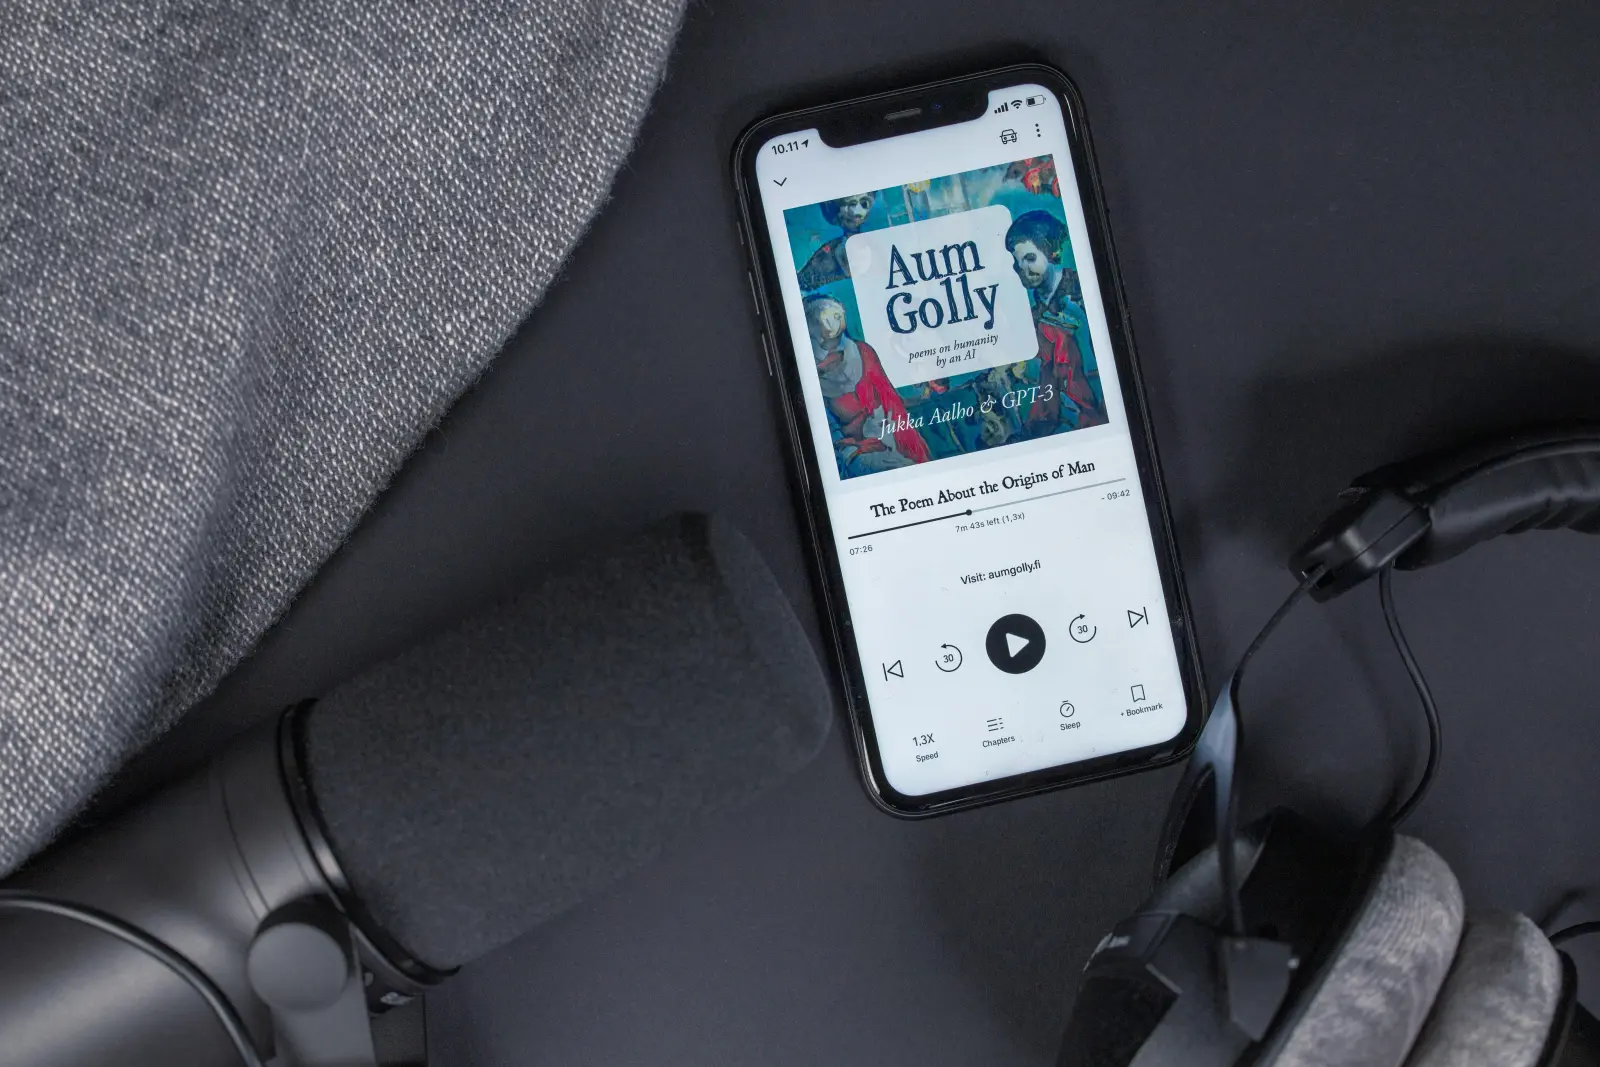 10.11
Aum
Golly
poems on humanity
by an AI
Jukka Aalho & GPT-3
The Poem About the Origins of Man
07:26
7m 43s left (1,3x)
- 09:42
Visit: aumgolly.fi
30
30
1.3X
Speed
Chapters
Sleep
+ Bookmark